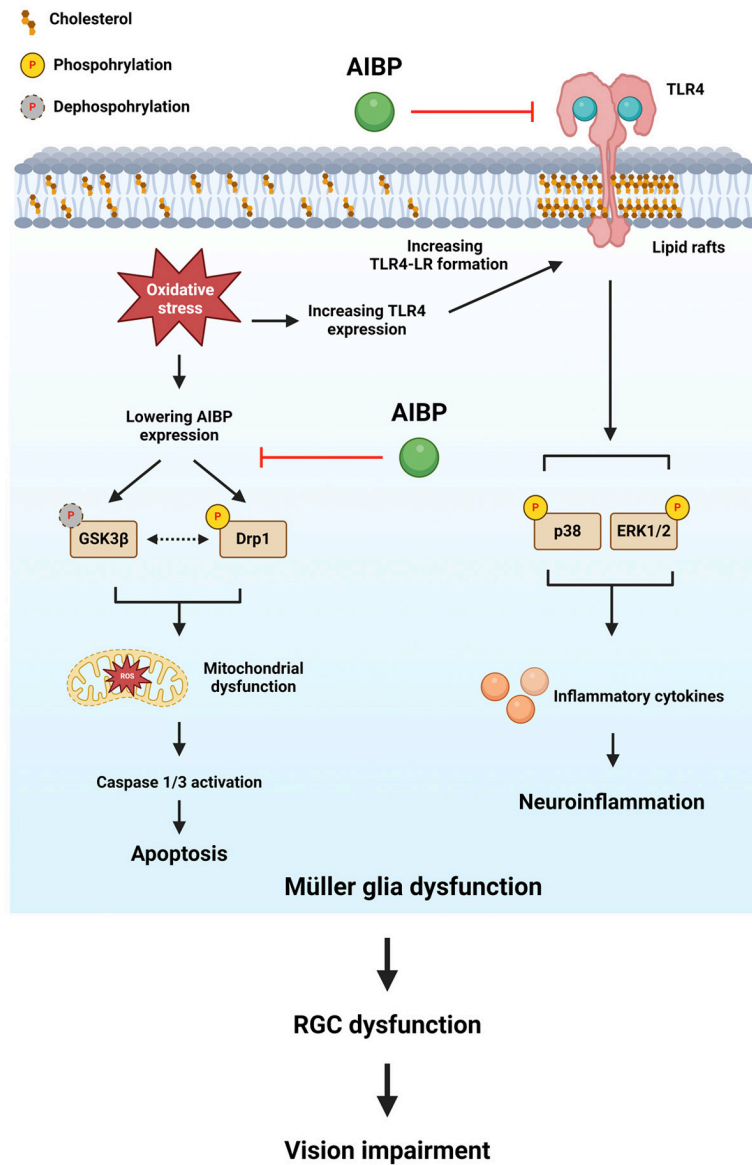 Cholesterol
P
Phospohrylation
P
Dephospohrylation
AIBP
TLR4
Increasing
TLR4-LR formation
Lipid rafts
Oxidative
stress
Increasing TLR4
expression
Lowering AIBP
expression
AIBP
P
GSK3β
P
Drp1
P
p38
P
ERK1/2
ROS
Mitochondrial
dysfunction
Inflammatory cytokines
Caspase 1/3 activation
Neuroinflammation
Apoptosis
Müller glia dysfunction
RGC dysfunction
Vision impairment